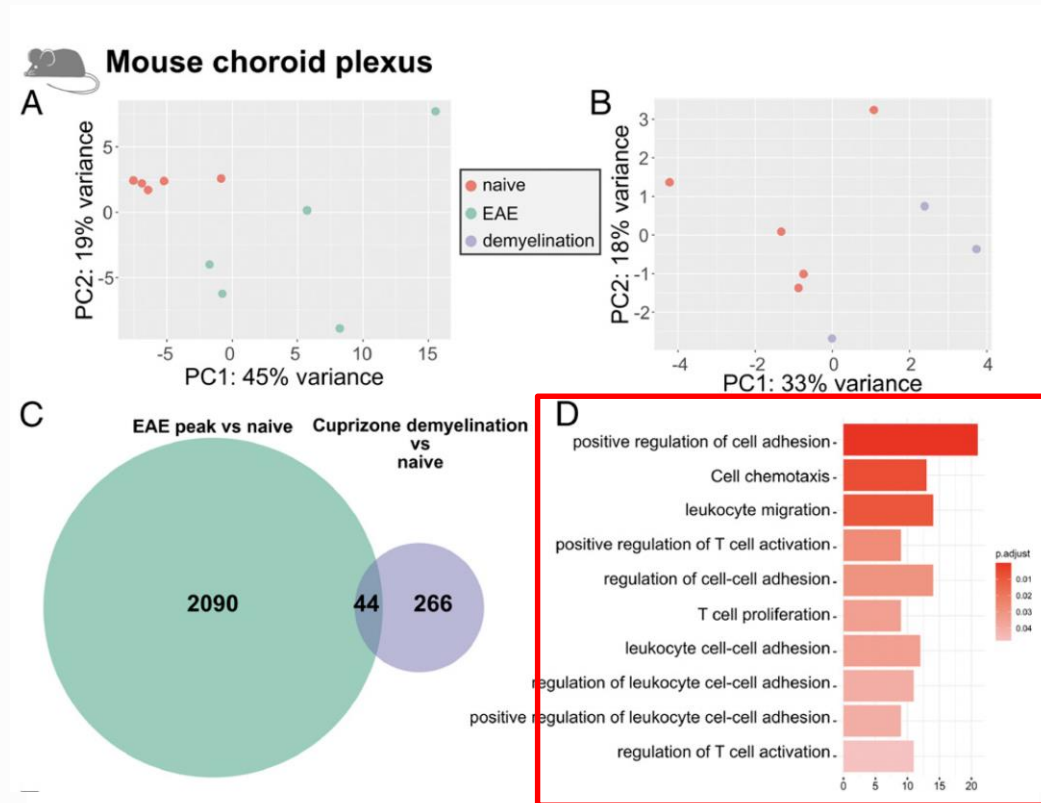 Mouse choroid plexus
A
PC2: 19% variance
5
0
-5
-5
0
5
10
15
PC1: 45% variance
naive
EAE
demyelination
B
PC2: 18% variance
3
2
1
0
-1
-2
-4
-2
0
2
4
PC1: 33% variance
C
EAE peak vs naive
Cuprizone demyelination
vs
naive
2090
44
266
D
positive regulation of cell adhesion
Cell chemotaxis
leukocyte migration
positive regulation of T cell activation
regulation of cell-cell adhesion
T cell proliferation
leukocyte cell-cell adhesion
regulation of leukocyte cel-cell adhesion
positive regulation of leukocyte cel-cell adhesion
regulation of T cell activation
0
5
10
15
20
p.adjust
0.01
0.02
0.03
0.04